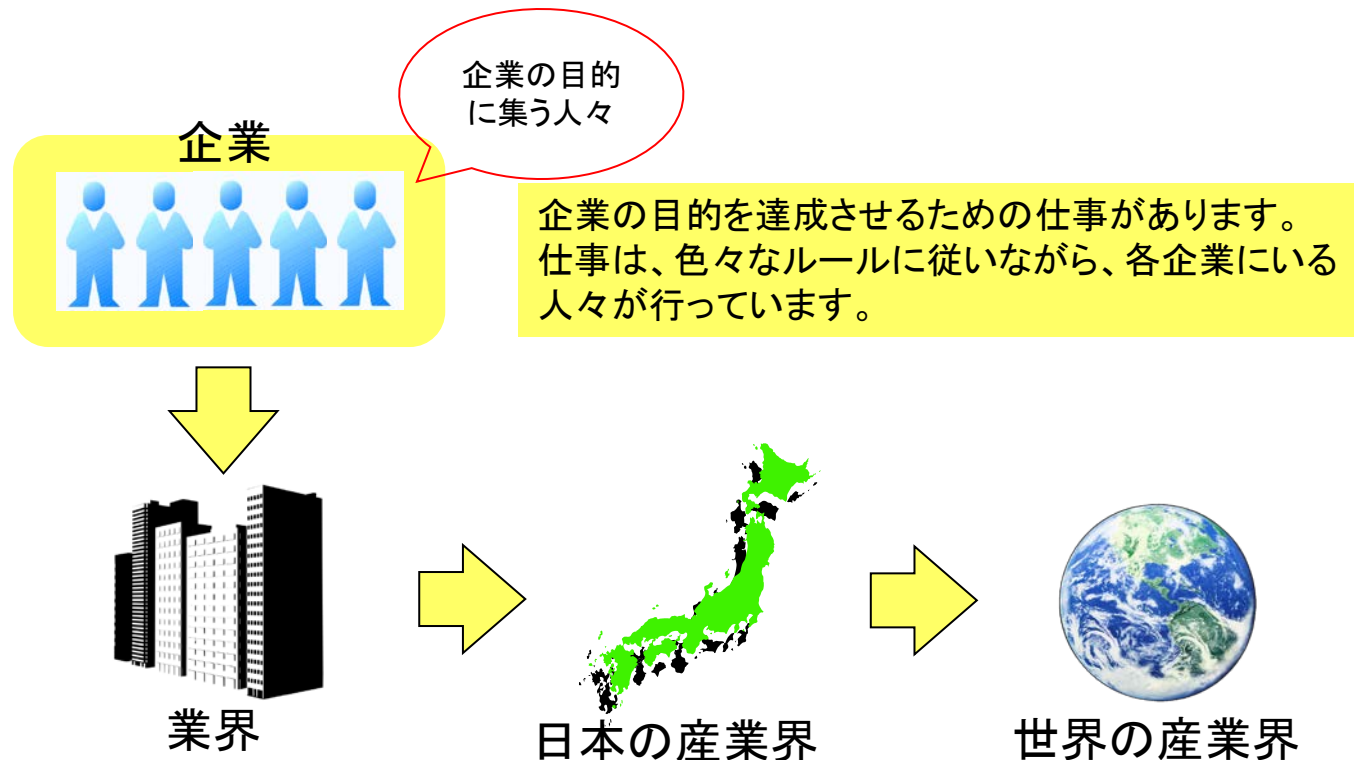 企業の目的
に集う人々
企業
企業の目的を達成させるための仕事があります。
仕事は、色々なルールに従いながら、各企業にいる
人々が行っています。
業界
日本の産業界
世界の産業界